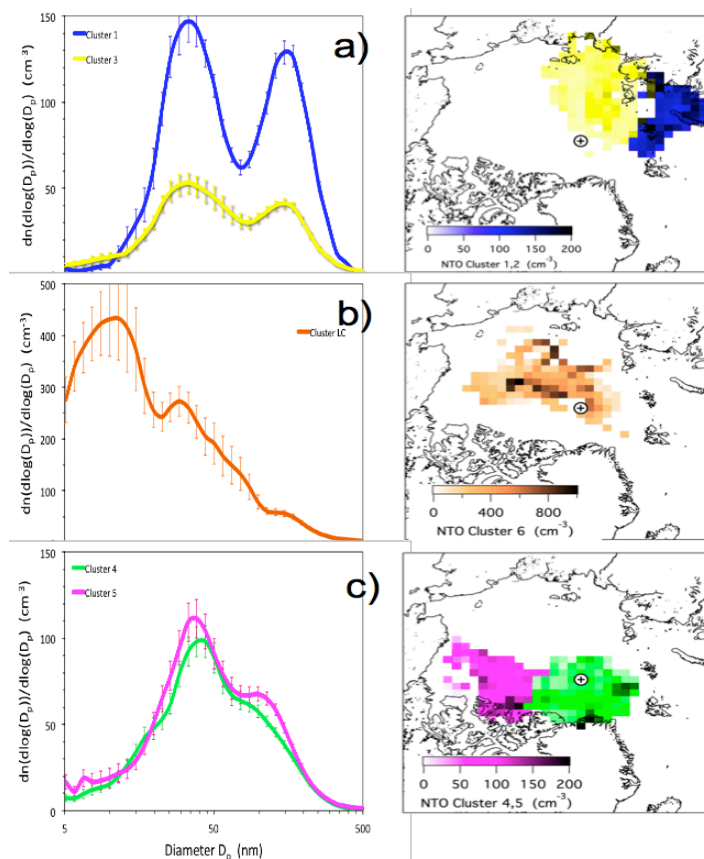 150
100
50
0
dn(dlog(Dp))/dlog(Dp) (cm⁻³)
Cluster 1
Cluster 3
a)
0 50 100 150 200
NTO Cluster 1,2 (cm⁻³)
500
400
300
200
100
0
dn(dlog(Dp))/dlog(Dp) (cm⁻³)
Cluster LC
b)
0 400 800
NTO Cluster 6 (cm⁻³)
150
100
50
0
dn(dlog(Dp))/dlog(Dp) (cm⁻³)
Cluster 4
Cluster 5
c)
0 50 100 150 200
NTO Cluster 4,5 (cm⁻³)
5 50 500
Diameter Dp (nm)